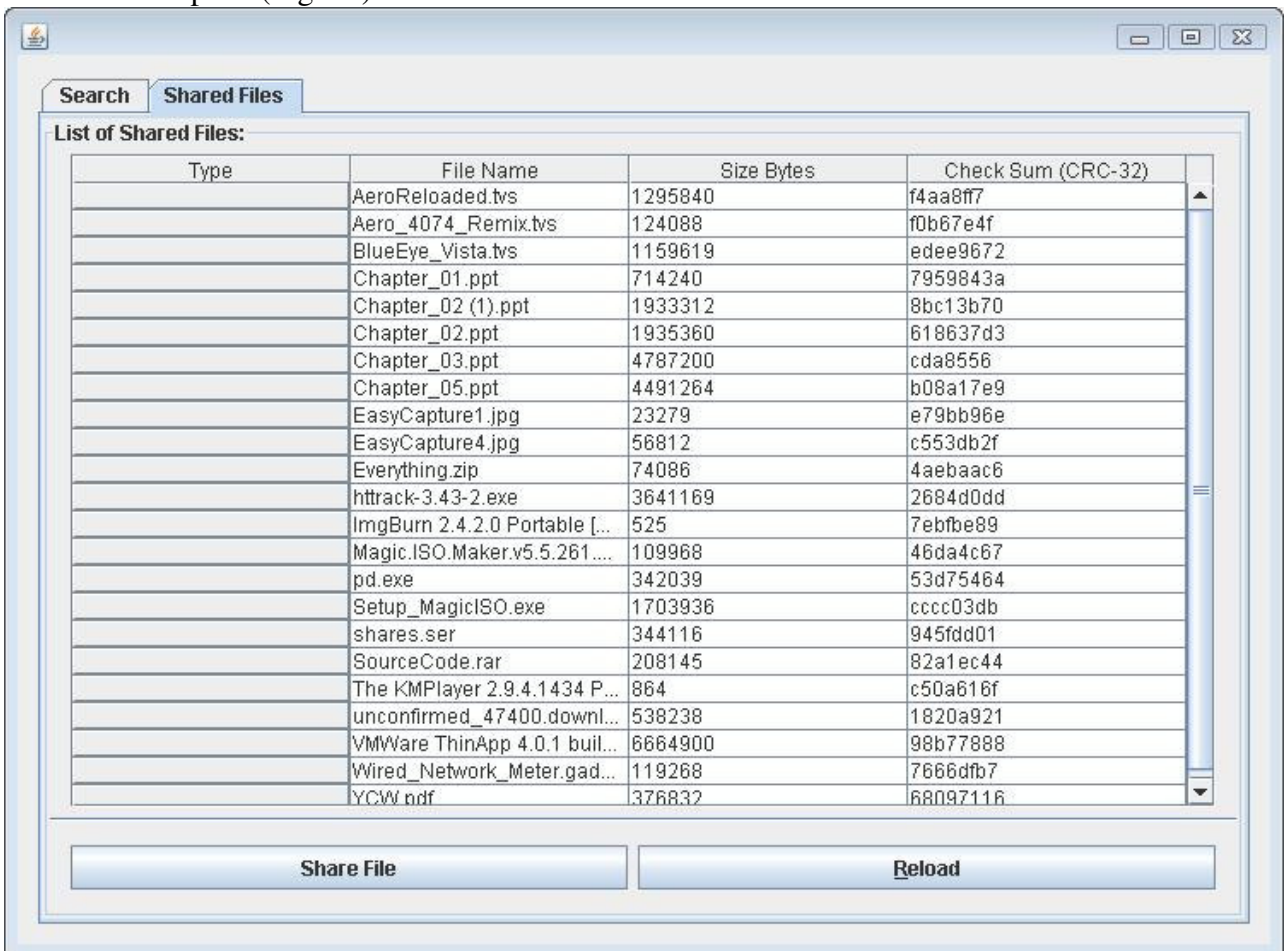 Search Shared Files
List of Shared Files:
Type File Name Size Bytes Check Sum (CRC-32)
AeroReloaded.tvs 1295840 f4aa8ff7
Aero_4074_Remix.tvs 124088 f0b67e4f
BlueEye_Vista.tvs 1159619 edee9672
Chapter_01.ppt 714240 7959843a
Chapter_02 (1).ppt 1933312 8bc13b70
Chapter_02.ppt 1935360 618637d3
Chapter_03.ppt 4787200 cda8556
Chapter_05.ppt 4491264 b08a17e9
EasyCapture1.jpg 23279 e79bb96e
EasyCapture4.jpg 56812 c553db2f
Everything.zip 74086 4aebaac6
httrack-3.43-2.exe 3641169 2684d0dd
ImgBurn 2.4.2.0 Portable [... 525 7ebfbe89
Magic.ISO.Maker.v5.5.261.... 109968 46da4c67
pd.exe 342039 53d75464
Setup_MagicISO.exe 1703936 cccc03db
shares.ser 344116 945fdd01
SourceCode.rar 208145 82a1ec44
The KMPlayer 2.9.4.1434 P... 864 c50a616f
unconfirmed_47400.downl... 538238 1820a921
VMWare ThinApp 4.0.1 buil... 6664900 98b77888
Wired_Network_Meter.gad... 119268 7666dfb7
YCW.pdf 376832 68097116
Share File Reload